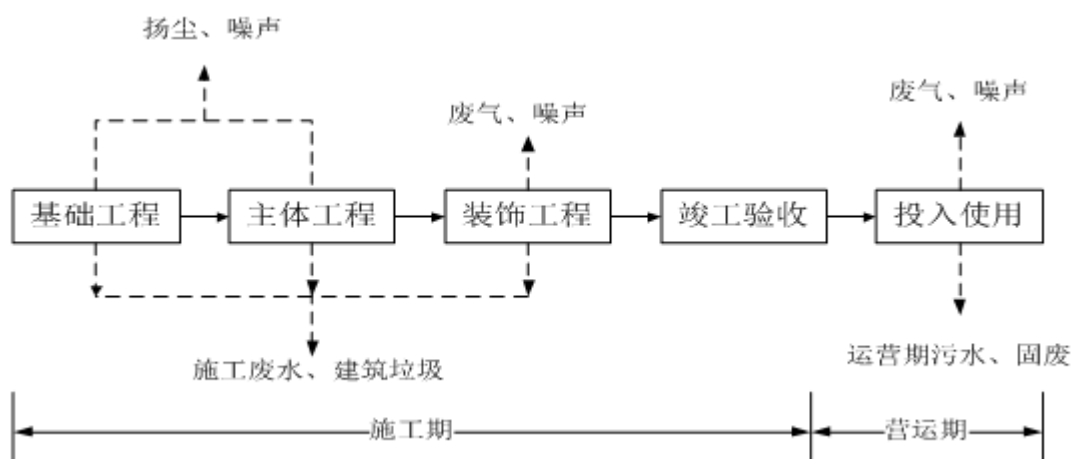 扬尘、噪声
废气、噪声
废气、噪声
基础工程
主体工程
装饰工程
竣工验收
投入使用
施工废水、建筑垃圾
运营期污水、固废
施工期
营运期